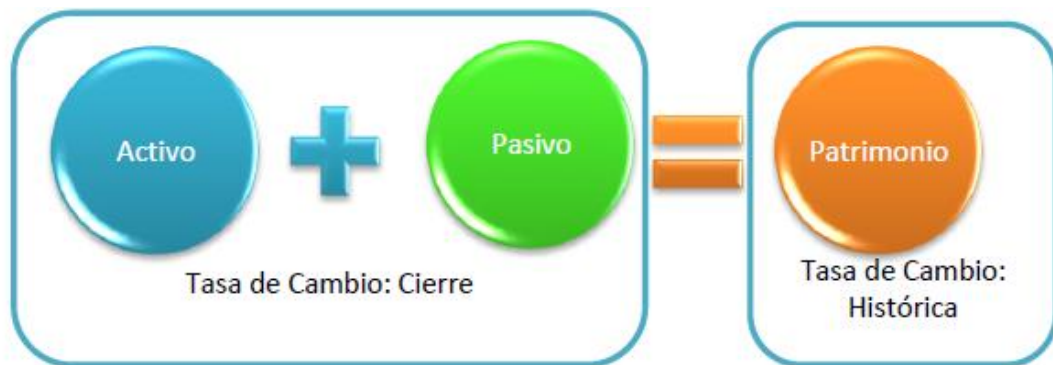 Activo
Pasivo
Patrimonio
Tasa de Cambio: Cierre
Tasa de Cambio:
Histórica